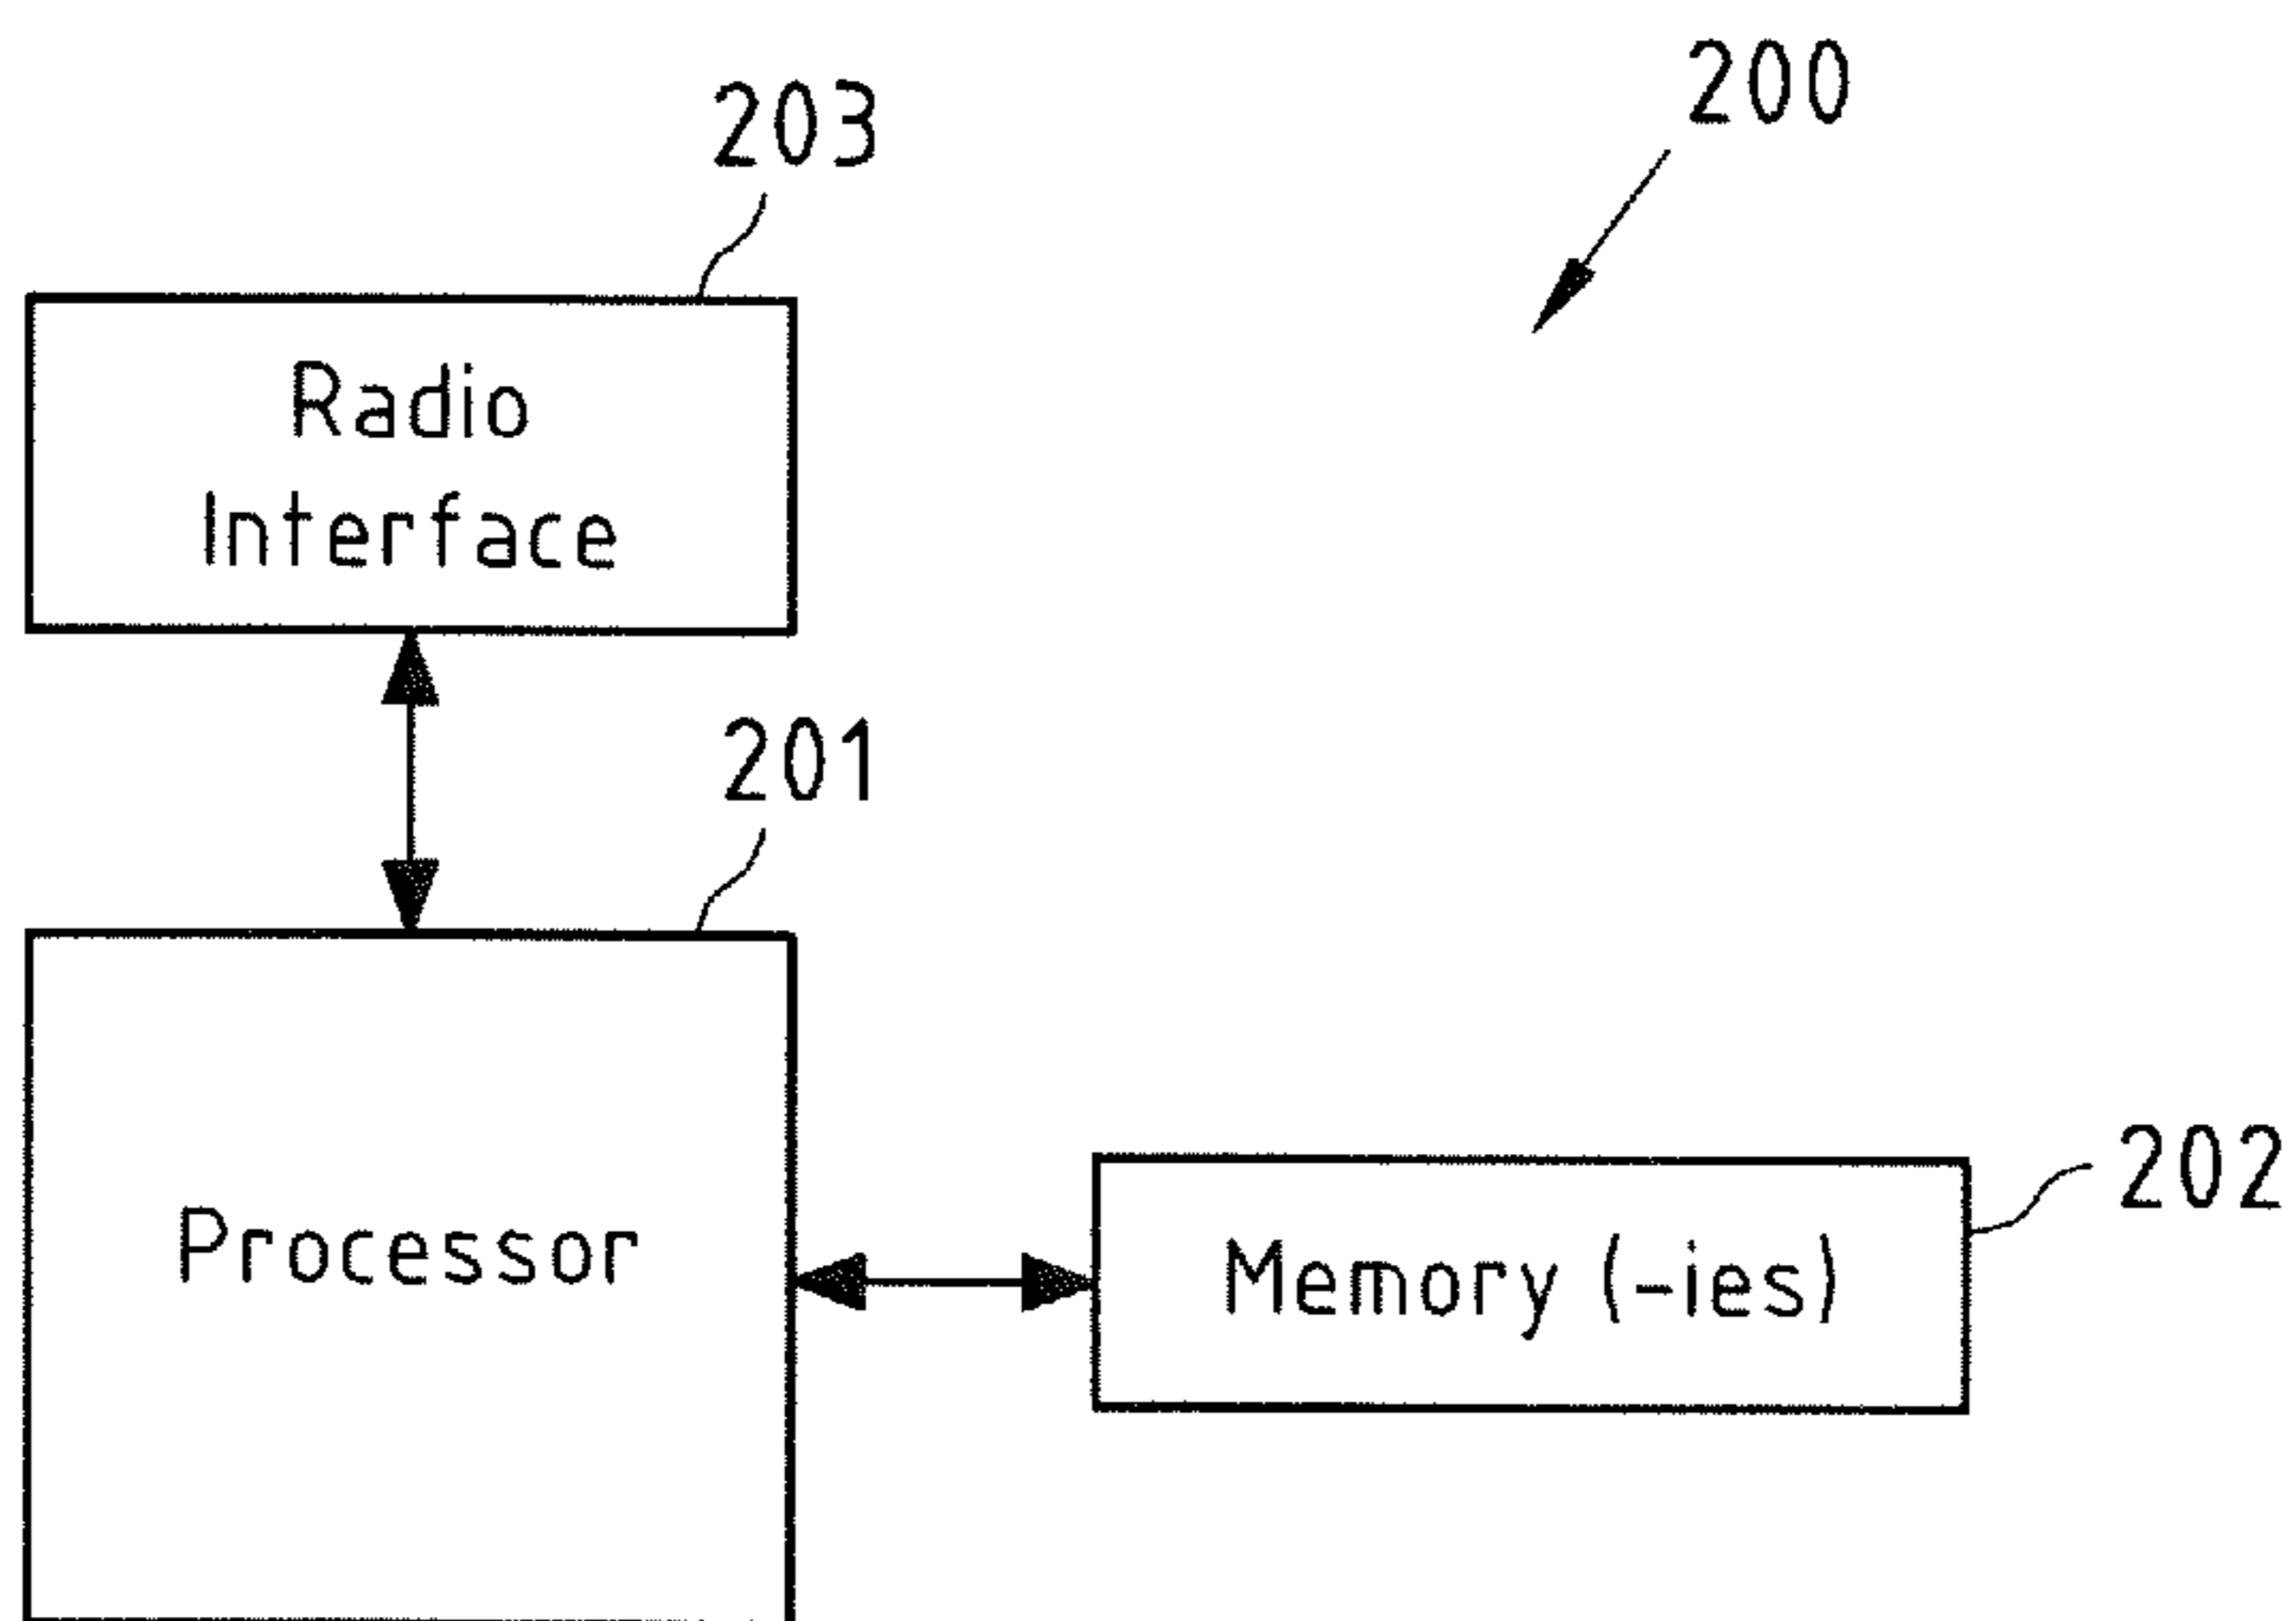 200
203
Radio
Interface
201
Processor
202
Memory (-ies)